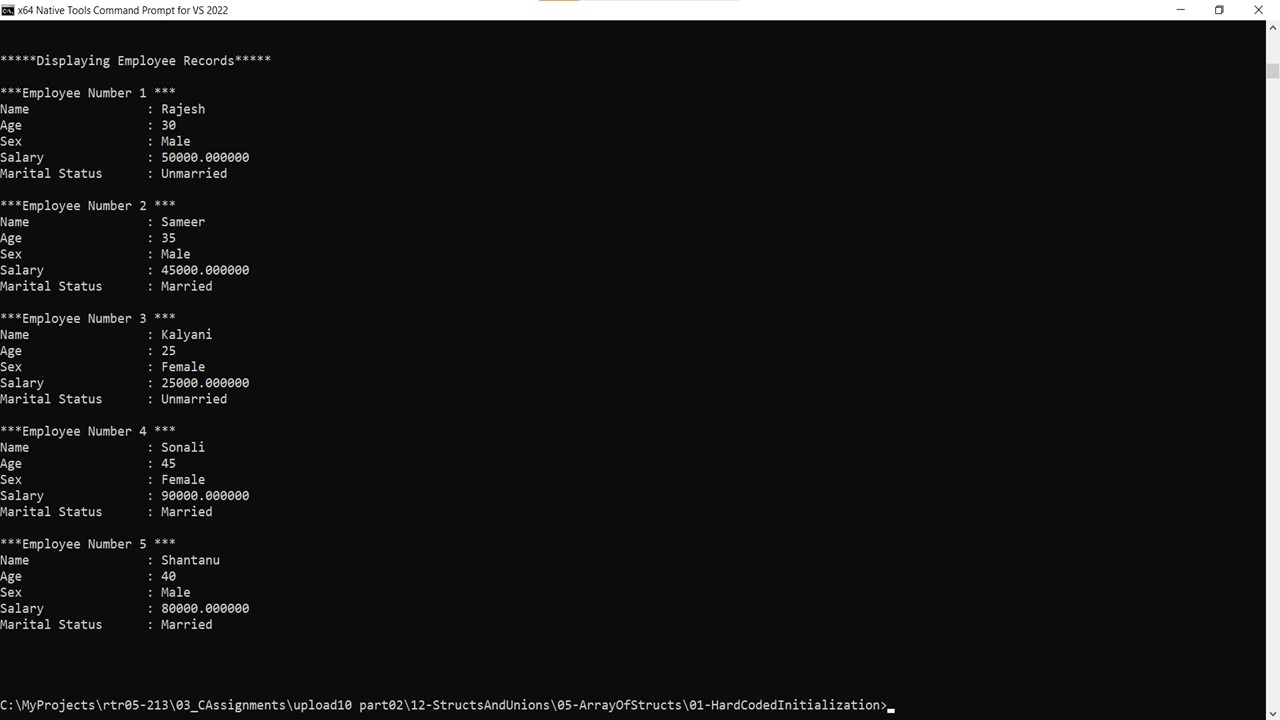 x64 Native Tools Command Prompt for VS 2022
*****Displaying Employee Records*****
***Employee Number 1 ***
Name                : Rajesh
Age                 : 30
Sex                 : Male
Salary              : 50000.000000
Marital Status      : Unmarried
***Employee Number 2 ***
Name                : Sameer
Age                 : 35
Sex                 : Male
Salary              : 45000.000000
Marital Status      : Married
***Employee Number 3 ***
Name                : Kalyani
Age                 : 25
Sex                 : Female
Salary              : 25000.000000
Marital Status      : Unmarried
***Employee Number 4 ***
Name                : Sonali
Age                 : 45
Sex                 : Female
Salary              : 90000.000000
Marital Status      : Married
***Employee Number 5 ***
Name                : Shantanu
Age                 : 40
Sex                 : Male
Salary              : 80000.000000
Marital Status      : Married
C:\MyProjects\rtr05-213\03_CAssignments\upload10 part02\12-StructsAndUnions\05-ArrayOfStructs\01-HardCodedInitialization>